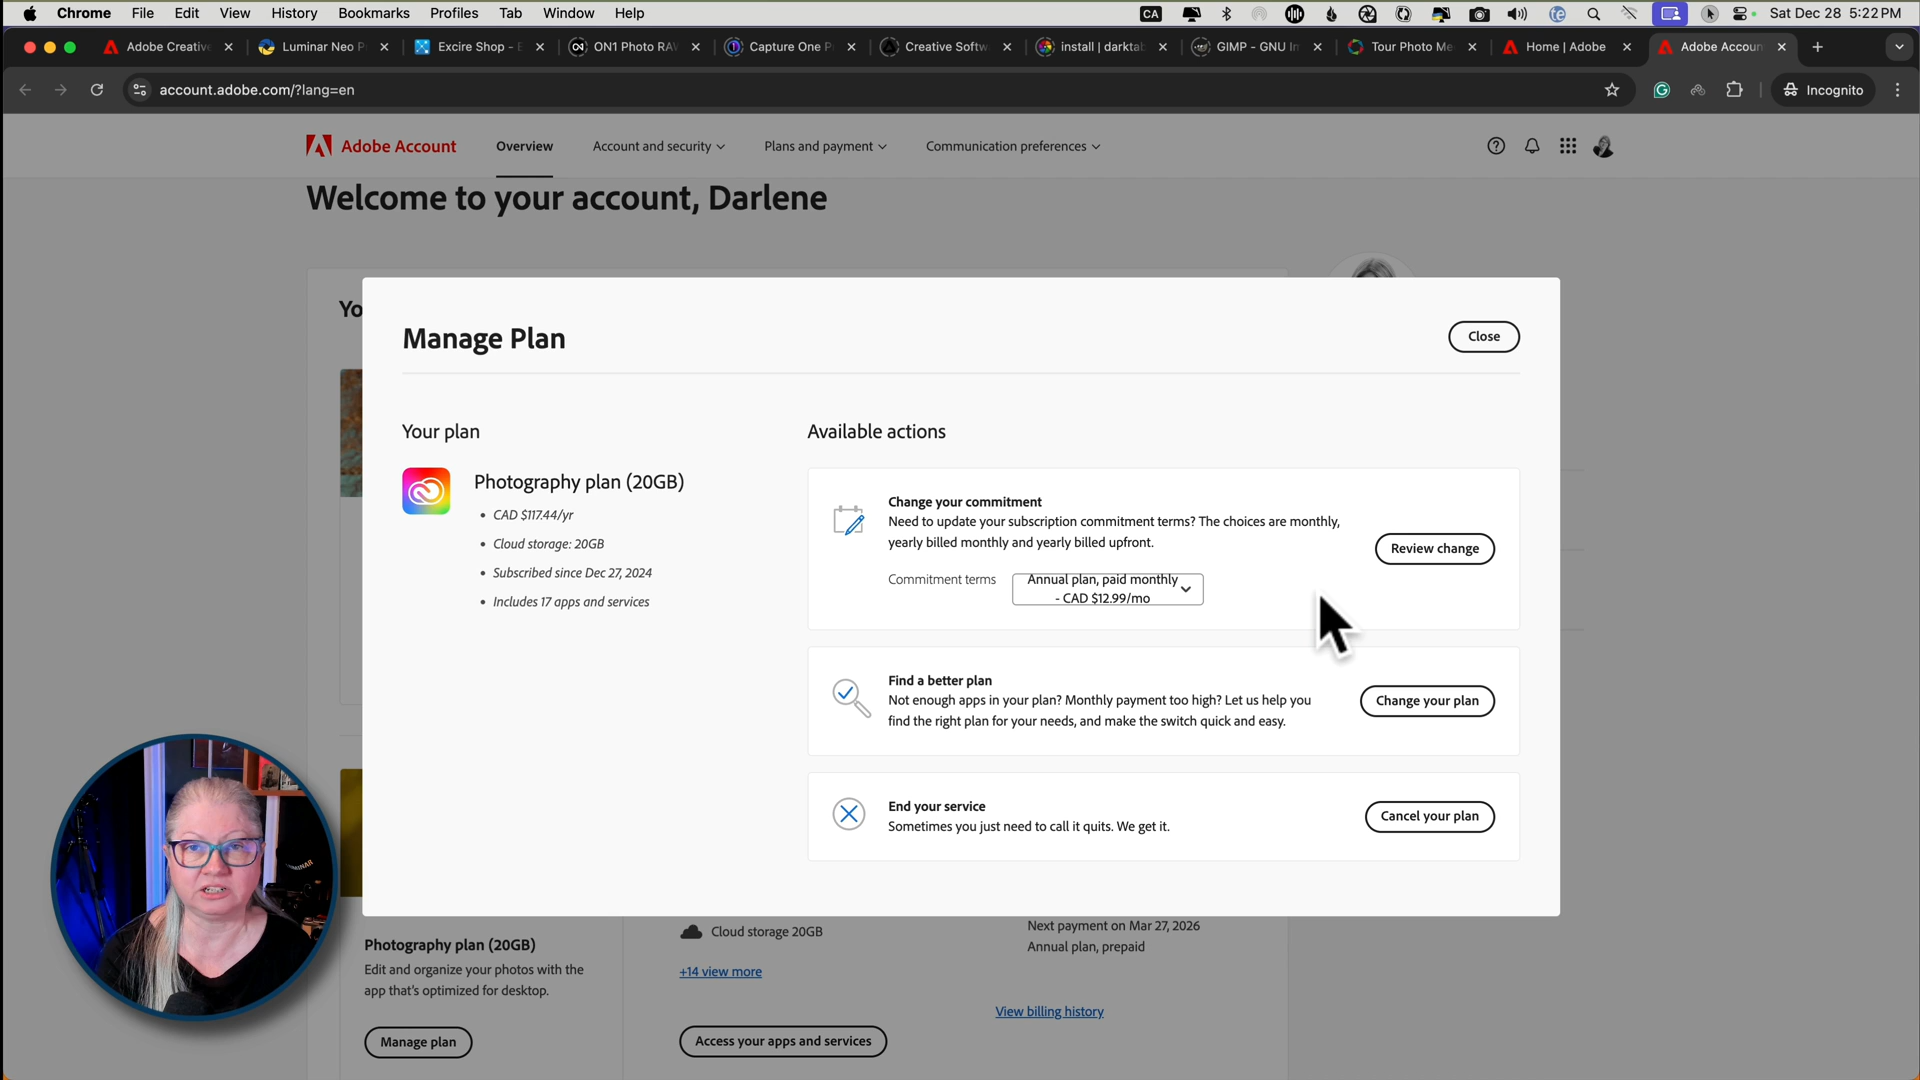 Chrome File Edit View History Bookmarks Profiles Tab Window Help
CA
Sat Dec 28 5:22 PM
Adobe Creativ
Luminar Neo P
Excire Shop - E
ON1 Photo RAW
Capture One P
Creative Softw
install | darktab
GIMP - GNU Im
Tour Photo Me
Home | Adobe
Adobe Accoun
account.adobe.com/?lang=en
Incognito
Adobe Account
Overview
Account and security
Plans and payment
Communication preferences
Welcome to your account, Darlene
Yo
Manage Plan
Close
Your plan
Photography plan (20GB)
• CAD $117.44/yr
• Cloud storage: 20GB
• Subscribed since Dec 27, 2024
• Includes 17 apps and services
Available actions
Change your commitment
Need to update your subscription commitment terms? The choices are monthly,
yearly billed monthly and yearly billed upfront.
Commitment terms
Annual plan, paid monthly
- CAD $12.99/mo
Review change
Find a better plan
Not enough apps in your plan? Monthly payment too high? Let us help you
find the right plan for your needs, and make the switch quick and easy.
Change your plan
End your service
Sometimes you just need to call it quits. We get it.
Cancel your plan
Photography plan (20GB)
Edit and organize your photos with the
app that's optimized for desktop.
Manage plan
Cloud storage 20GB
+14 view more
Access your apps and services
Next payment on Mar 27, 2026
Annual plan, prepaid
View billing history